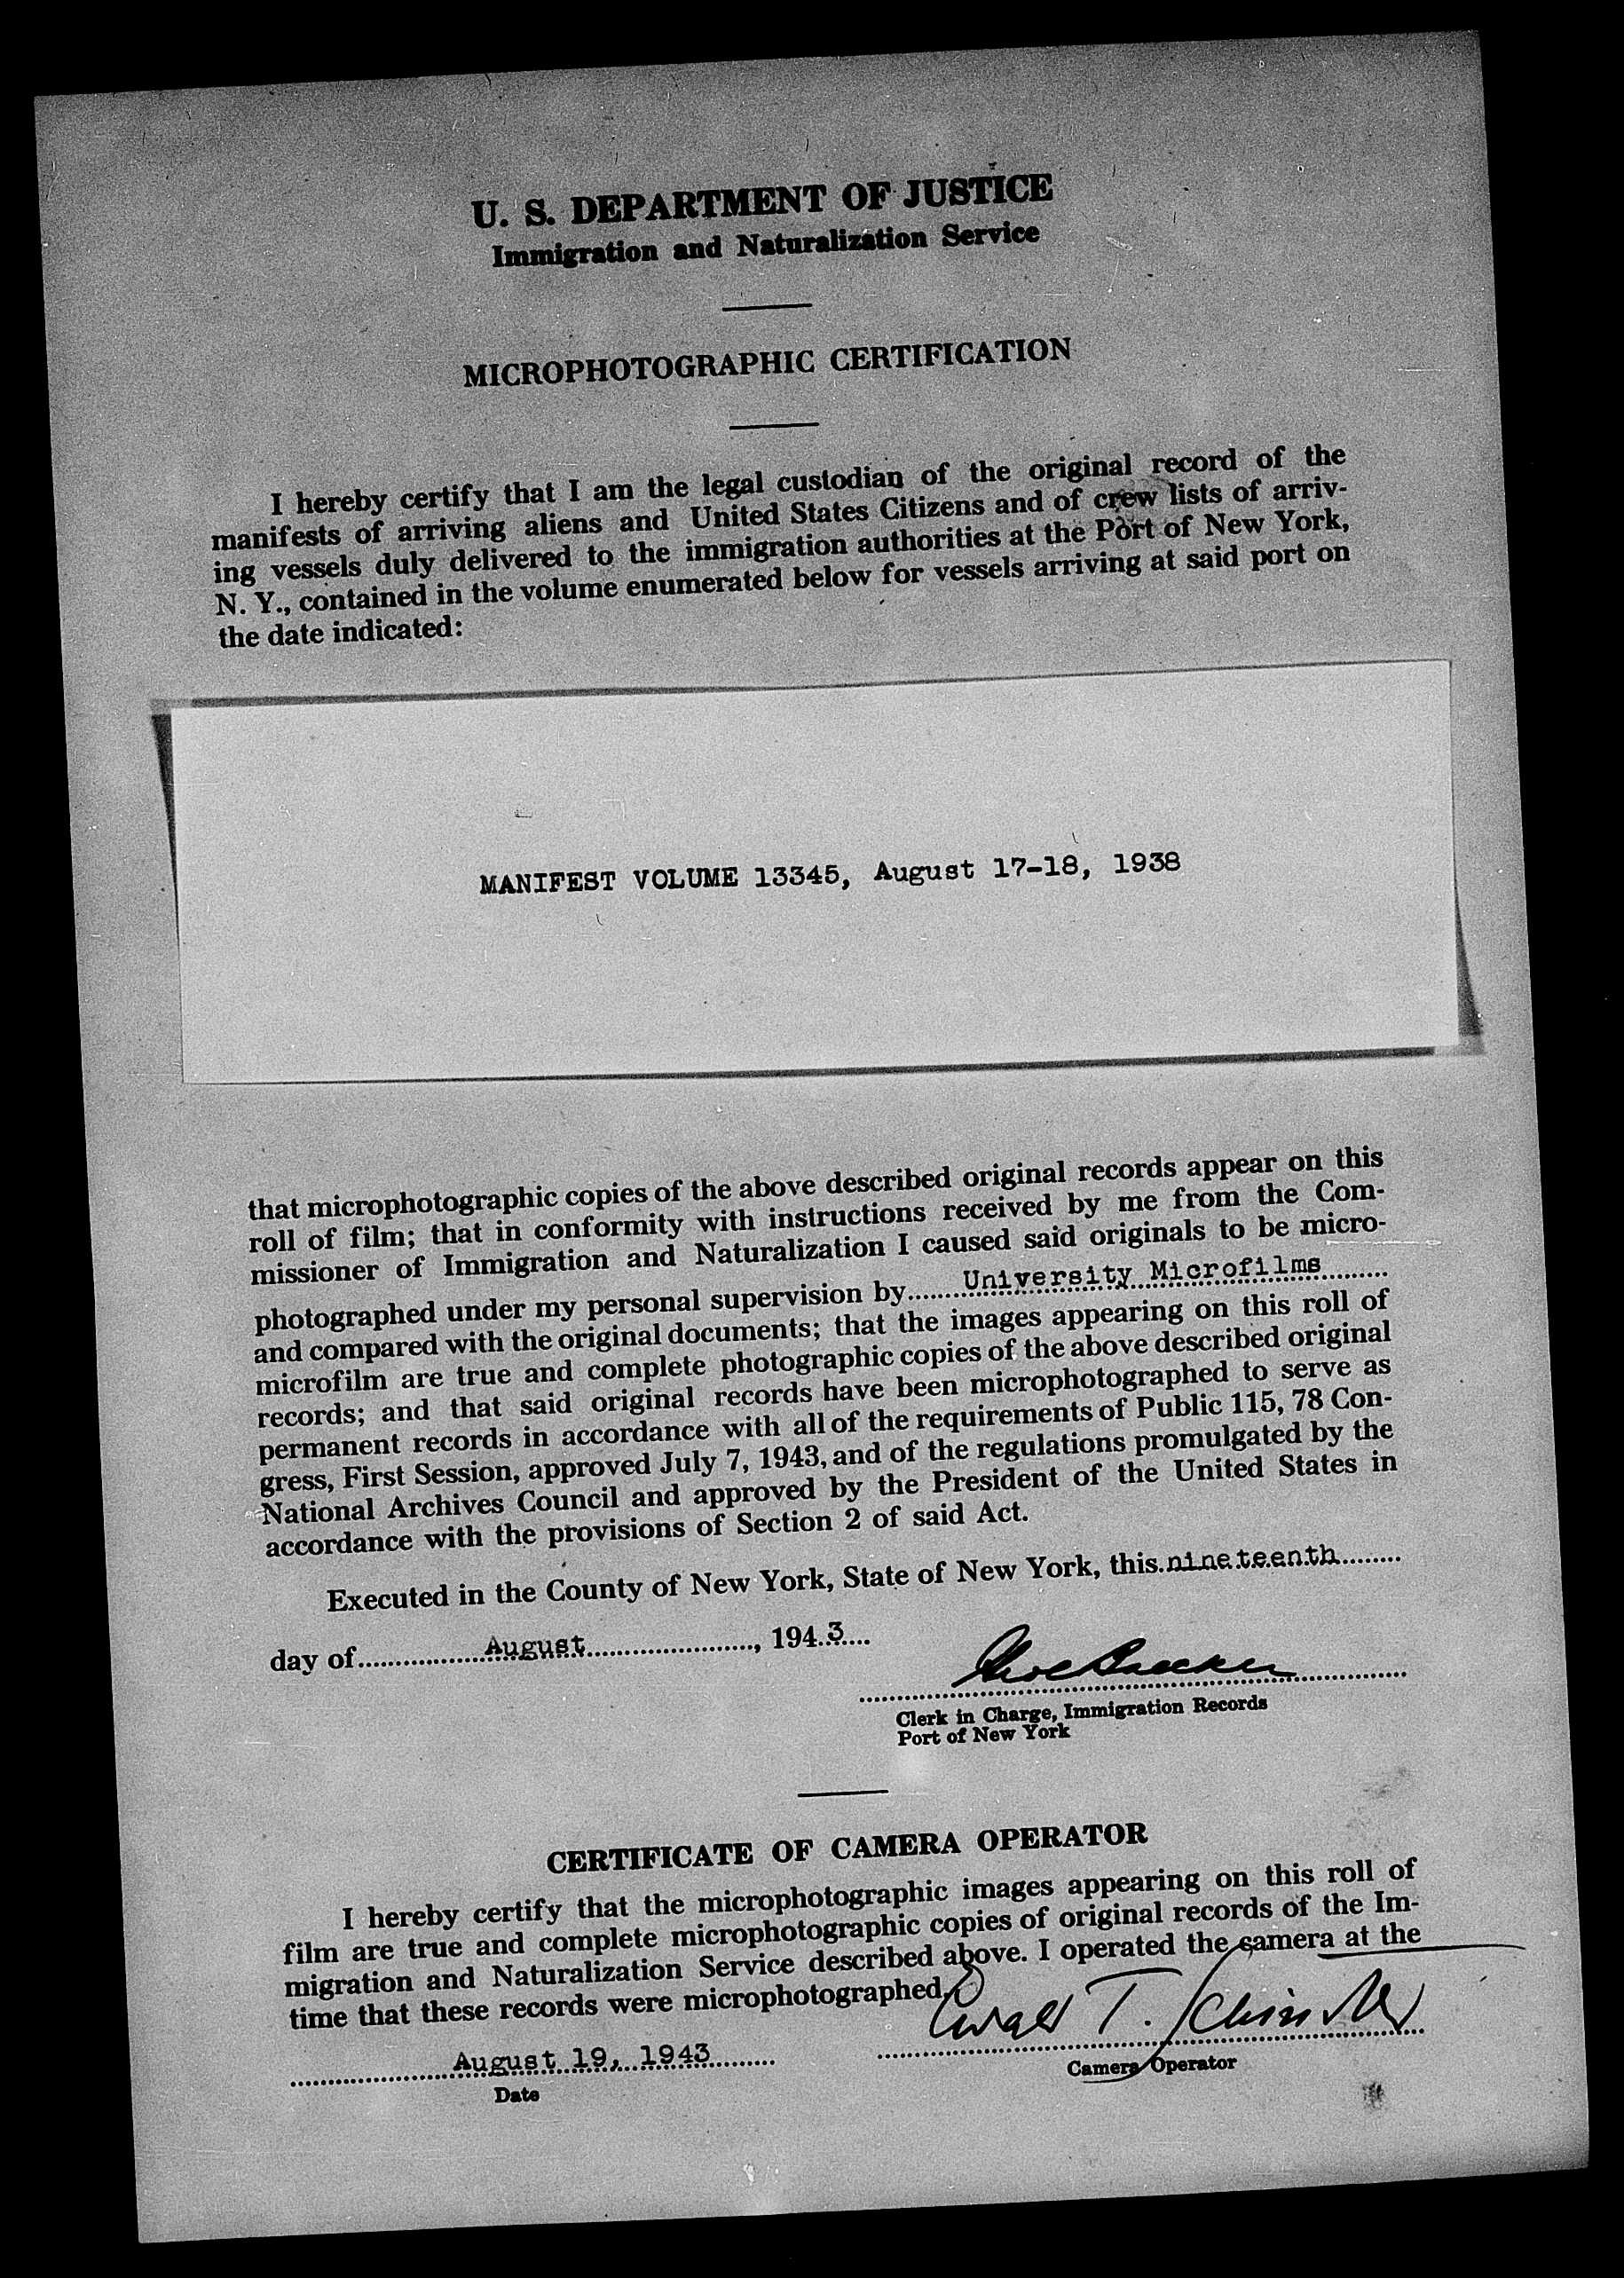 U. S. DEPARTMENT OF JUSTICE
Immigration and Naturalization Service
MICROPHOTOGRAPHIC CERTIFICATION
I hereby certify that I am the legal custodian of the original record of the
manifests of arriving aliens and United States Citizens and of crew lists of arriv-
ing vessels duly delivered to the immigration authorities at the Port of New York,
N. Y., contained in the volume enumerated below for vessels arriving at said port on
the date indicated:
MANIFEST VOLUME 13345, August 17-18, 1938
that microphotographic copies of the above described original records appear on this
roll of film; that in conformity with instructions received by me from the Com-
missioner of Immigration and Naturalization I caused said originals to be micro-
photographed under my personal supervision by University Microfilms
and compared with the original documents; that the images appearing on this roll of
microfilm are true and complete photographic copies of the above described original
records; and that said original records have been microphotographed to serve as
permanent records in accordance with all of the requirements of Public 115, 78 Con-
gress, First Session, approved July 7, 1943, and of the regulations promulgated by the
National Archives Council and approved by the President of the United States in
accordance with the provisions of Section 2 of said Act.
Executed in the County of New York, State of New York, this nineteenth
day of August, 1943
Clerk in Charge, Immigration Records
Port of New York
CERTIFICATE OF CAMERA OPERATOR
I hereby certify that the microphotographic images appearing on this roll of
film are true and complete microphotographic copies of original records of the Im-
migration and Naturalization Service described above. I operated the camera at the
time that these records were microphotographed.
Ewald T. Schindler
August 19, 1943
Camera Operator
Date